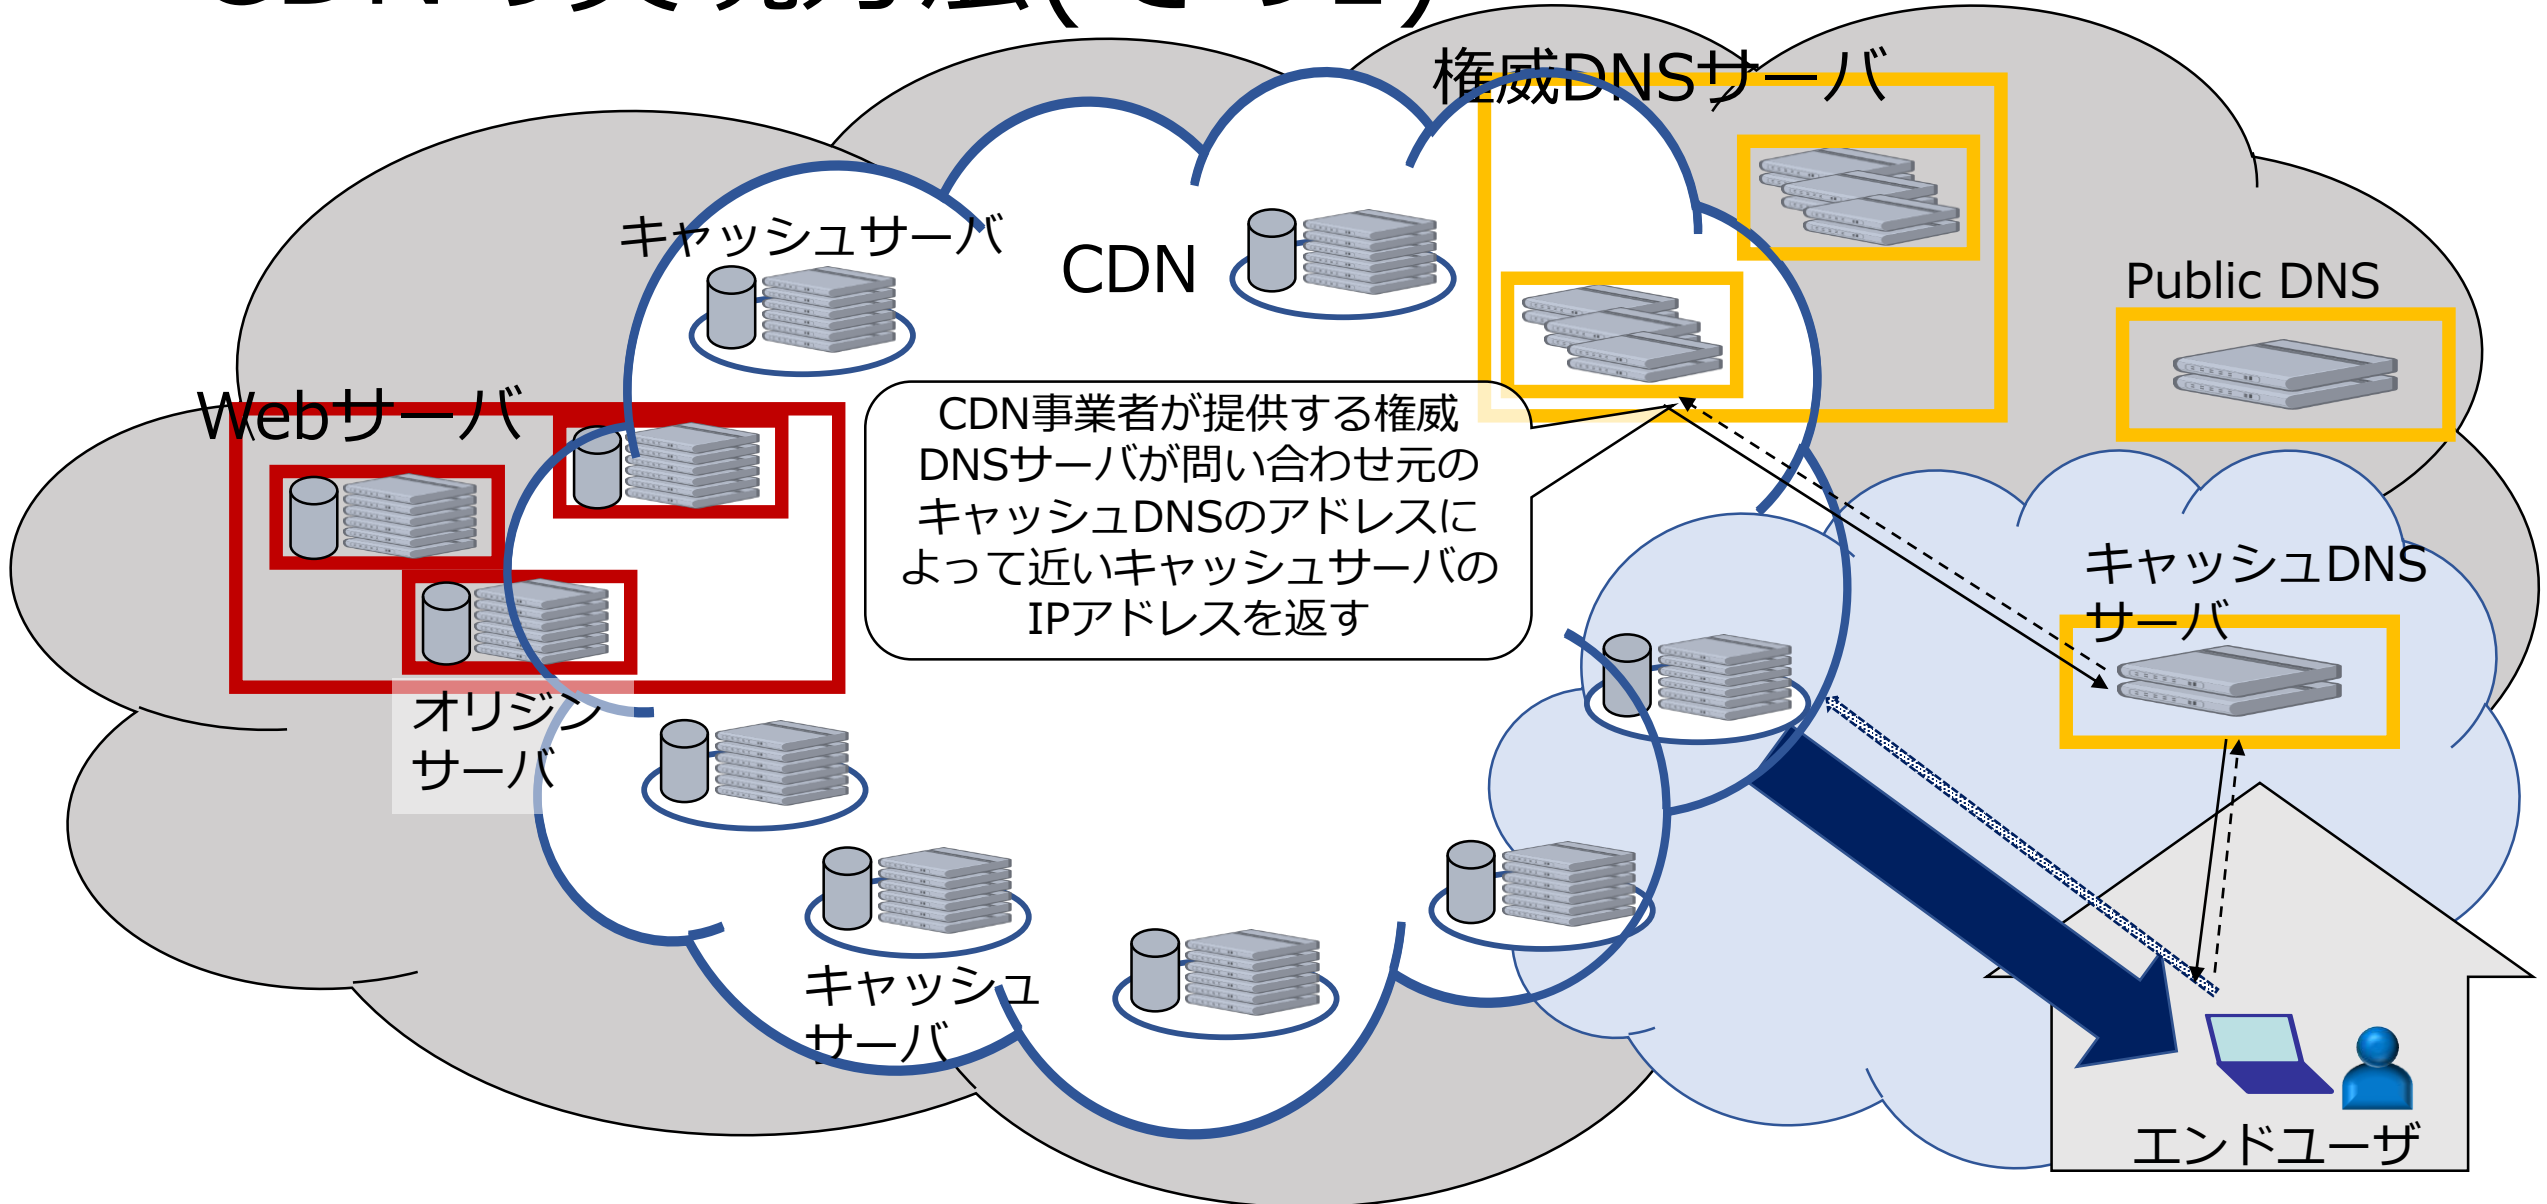 権威DNSサーバ
キャッシュサーバ
CDN
Public DNS
Webサーバ
CDN事業者が提供する権威
DNSサーバが問い合わせ元の
キャッシュDNSのアドレスに
よって近いキャッシュサーバの
IPアドレスを返す
キャッシュDNS
サーバ
オリジン
サーバ
キャッシュ
サーバ
エンドユーザ